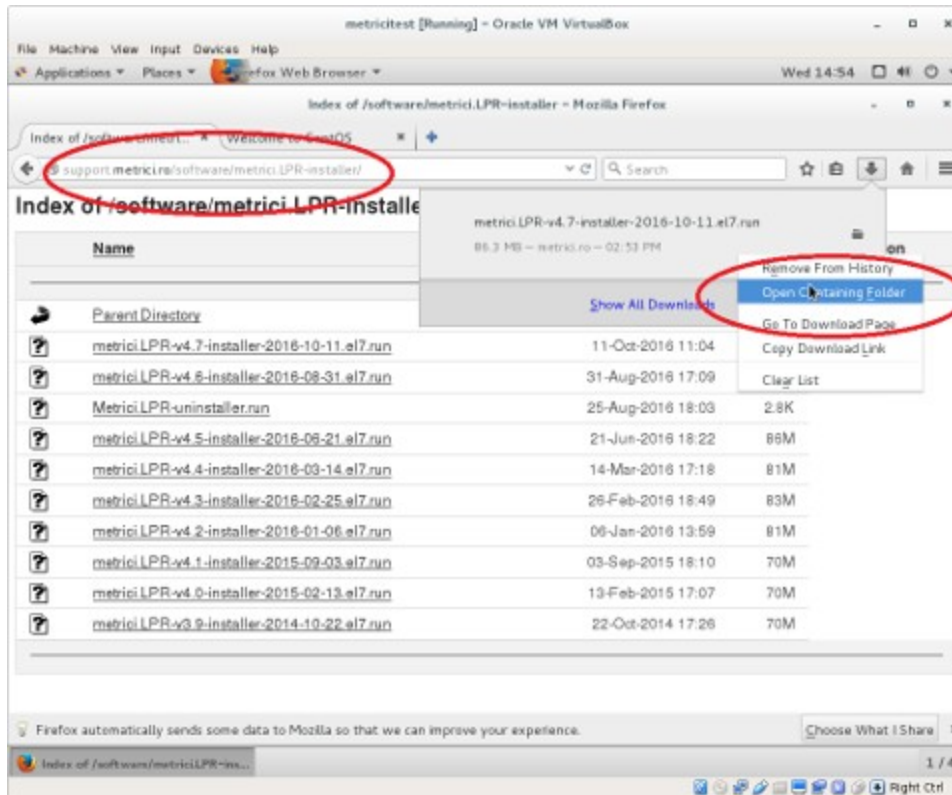 metricitest [Running] - Oracle VM VirtualBox
File Machine View Input Devices Help
Applications Places Firefox Web Browser Wed 14:54
Index of /software/metrici.LPR-installer - Mozilla Firefox
Index of /software/metri... Welcome to CentOS
support.metrici.ro/software/metrici.LPR-installer/ Search
Index of /software/metrici.LPR-installe
metrici.LPR-v4.7-installer-2016-10-11.el7.run
86.3 MB — metrici.ro — 02:53 PM
Name on
Remove From History
Open Containing Folder
Show All Downloads
Go To Download Page
Copy Download Link
Clear List
Parent Directory
metrici.LPR-v4.7-installer-2016-10-11.el7.run 11-Oct-2016 11:04
metrici.LPR-v4.6-installer-2016-08-31.el7.run 31-Aug-2016 17:09
Metrici.LPR-uninstaller.run 25-Aug-2016 18:03 2.8K
metrici.LPR-v4.5-installer-2016-06-21.el7.run 21-Jun-2016 18:22 86M
metrici.LPR-v4.4-installer-2016-03-14.el7.run 14-Mar-2016 17:18 81M
metrici.LPR-v4.3-installer-2016-02-25.el7.run 26-Feb-2016 18:49 83M
metrici.LPR-v4.2-installer-2016-01-06.el7.run 06-Jan-2016 13:59 81M
metrici.LPR-v4.1-installer-2015-09-03.el7.run 03-Sep-2015 18:10 70M
metrici.LPR-v4.0-installer-2015-02-13.el7.run 13-Feb-2015 17:07 70M
metrici.LPR-v3.9-installer-2014-10-22.el7.run 22-Oct-2014 17:26 70M
Firefox automatically sends some data to Mozilla so that we can improve your experience. Choose What I Share
Index of /software/metrici.LPR-ins... 1 / 4
Right Ctrl